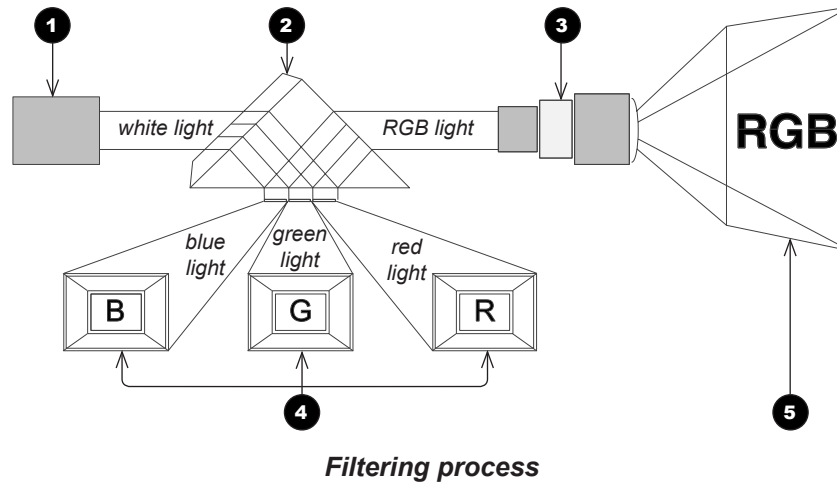 1
2
3
white light
RGB light
RGB
blue
light
green
light
red
light
B
G
R
4
5
Filtering process